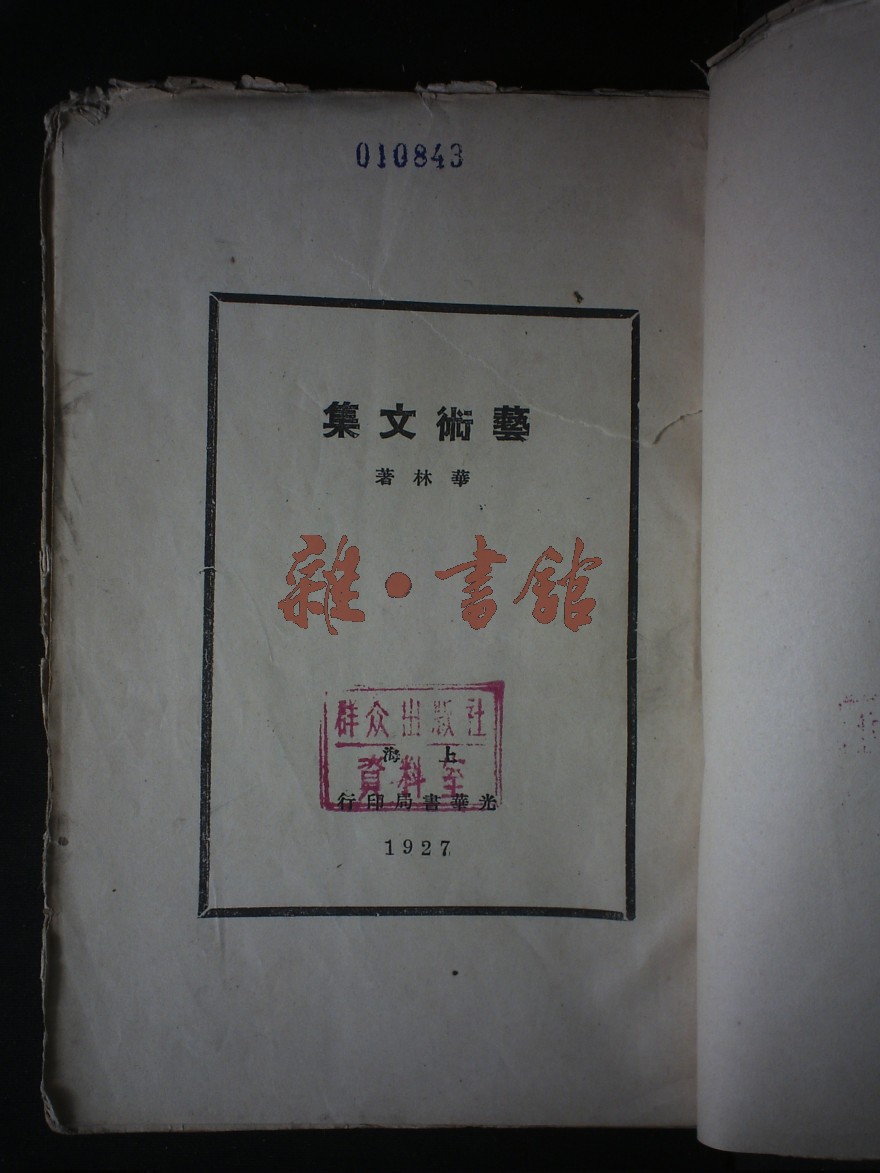 010843
藝術文集
華林著
雜·書館
群众出版社
上海
資料室
光華書局印行
1927